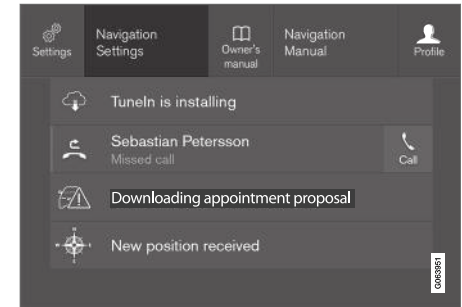 Settings
Navigation
Settings
Owner's
manual
Navigation
Manual
Profile
TuneIn is installing
Sebastian Petersson
Missed call
Call
Downloading appointment proposal
New position received
G063951